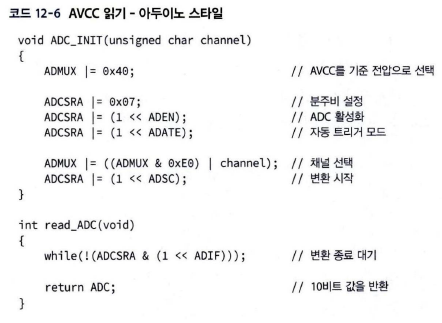 코드 12-6 AVCC 읽기 - 아두이노 스타일
void ADC_INIT(unsigned char channel)
{
ADMUX |= 0x40; // AVCC를 기준 전압으로 선택
ADCSRA |= 0x07; // 분주비 설정
ADCSRA |= (1 << ADEN); // ADC 활성화
ADCSRA |= (1 << ADATE); // 자동 트리거 모드
ADMUX |= ((ADMUX & 0xE0) | channel); // 채널 선택
ADCSRA |= (1 << ADSC); // 변환 시작
}
int read_ADC(void)
{
while(!(ADCSRA & (1 << ADIF))); // 변환 종료 대기
return ADC; // 10비트 값을 반환
}